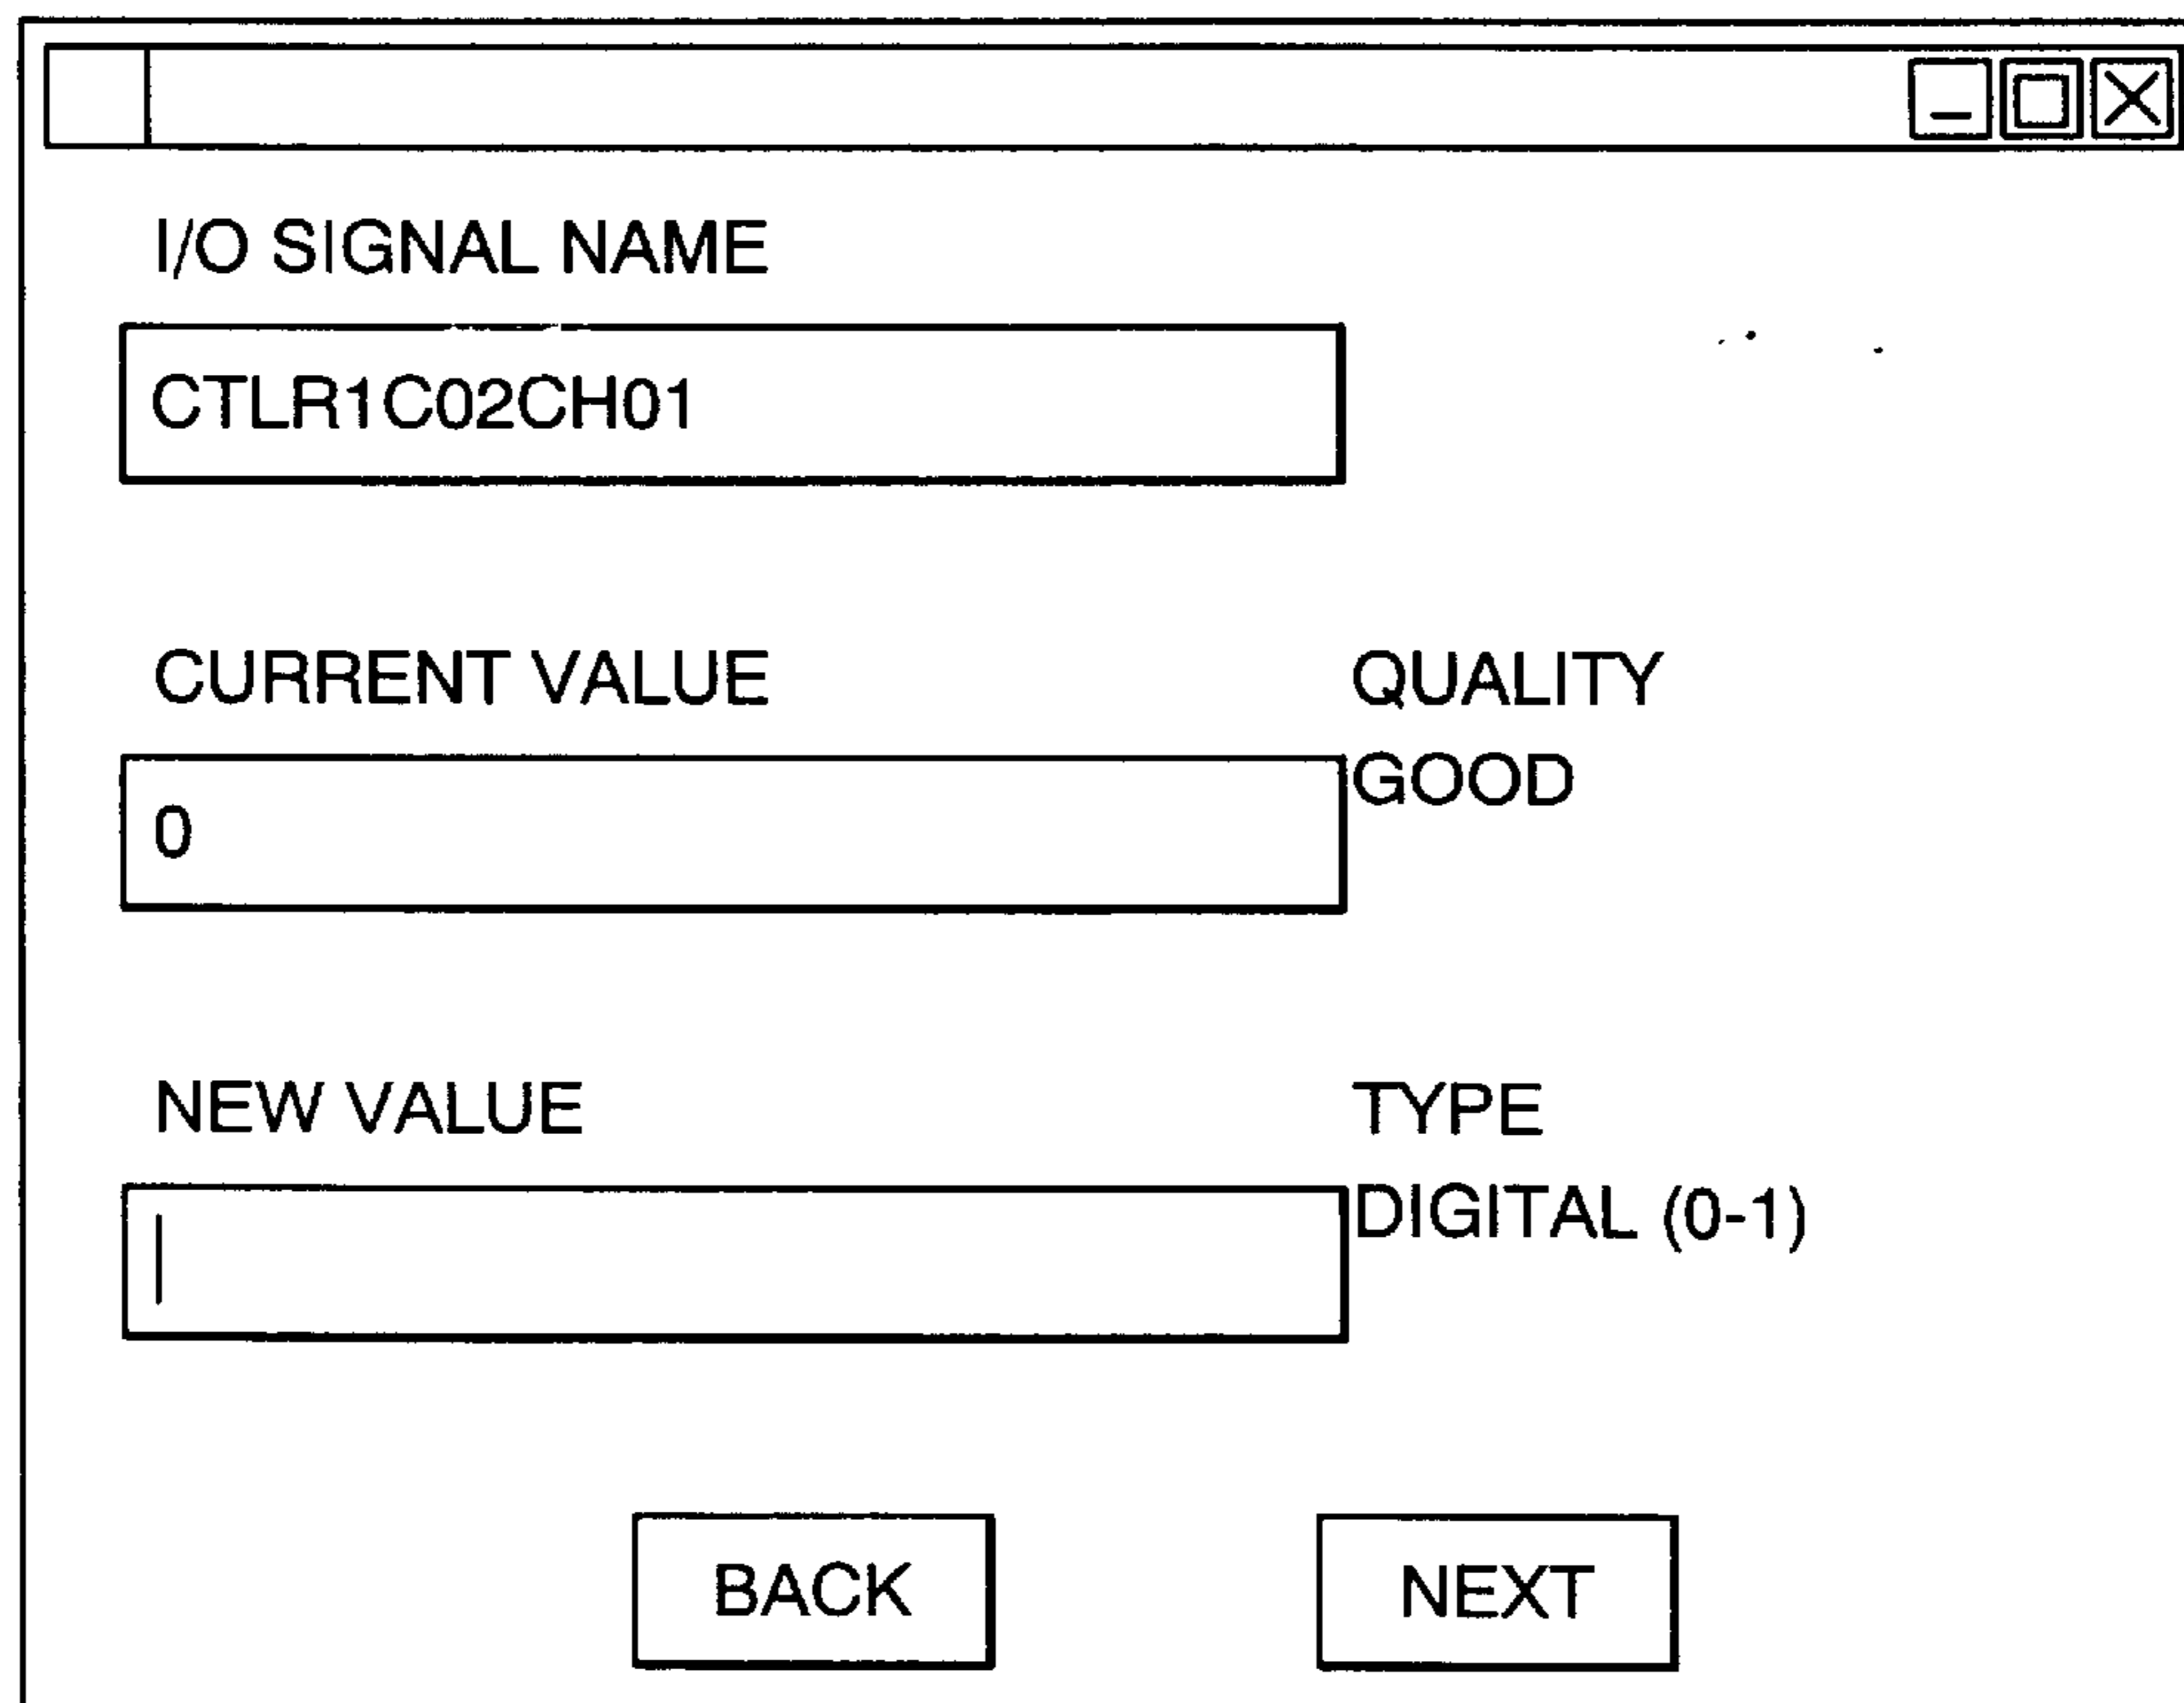 I/O SIGNAL NAME
CTLR1C02CH01
CURRENT VALUE
QUALITY
0
GOOD
NEW VALUE
TYPE
DIGITAL (0-1)
BACK
NEXT